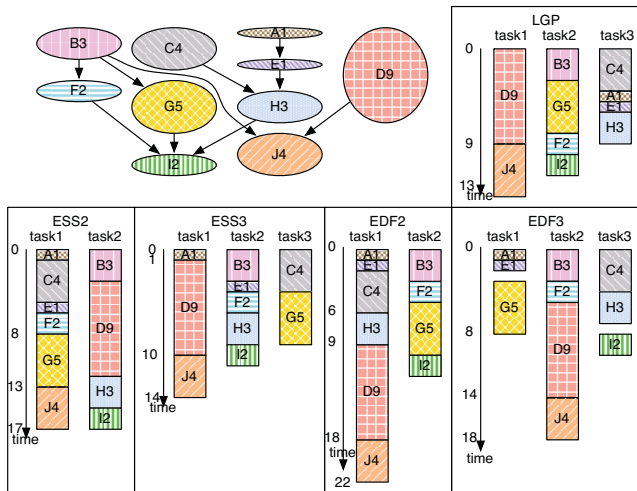 B3
C4
A1
E1
D9
F2
G5
H3
I2
J4
LGP
task1
task2
task3
0
9
13
time
D9
J4
B3
G5
F2
I2
C4
A1
E1
H3
ESS2
task1
task2
0
8
13
17
time
A1
C4
E1
F2
G5
J4
B3
D9
H3
I2
ESS3
task1
task2
task3
0
1
10
14
time
A1
D9
J4
B3
E1
F2
H3
I2
C4
G5
EDF2
task1
task2
0
6
9
18
time
22
A1
E1
C4
H3
D9
J4
B3
F2
G5
I2
EDF3
task1
task2
task3
0
8
14
18
time
A1
E1
G5
B3
F2
D9
J4
C4
H3
I2